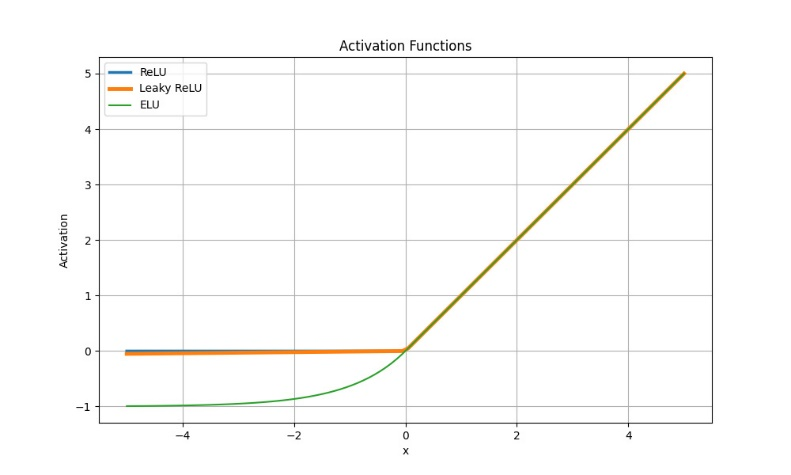 Activation Functions
ReLU
Leaky ReLU
ELU
5
4
3
2
1
0
−1
Activation
−4
−2
0
2
4
x